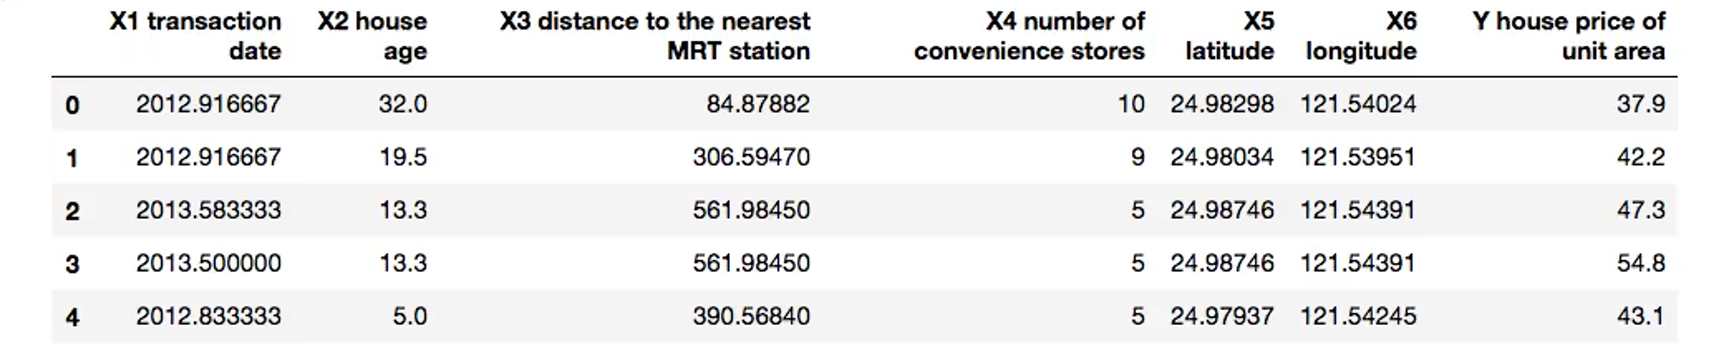 X1 transaction date X2 house age X3 distance to the nearest MRT station X4 number of convenience stores X5 latitude X6 longitude Y house price of unit area
0 2012.916667 32.0 84.87882 10 24.98298 121.54024 37.9
1 2012.916667 19.5 306.59470 9 24.98034 121.53951 42.2
2 2013.583333 13.3 561.98450 5 24.98746 121.54391 47.3
3 2013.500000 13.3 561.98450 5 24.98746 121.54391 54.8
4 2012.833333 5.0 390.56840 5 24.97937 121.54245 43.1